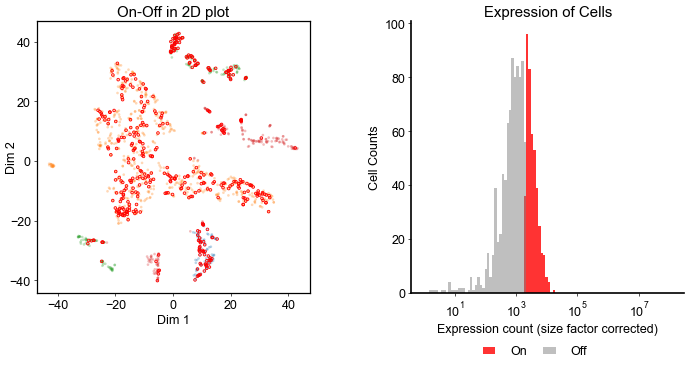 On-Off in 2D plot
40
20
0
−20
−40
Dim 2
−40 −20 0 20 40
Dim 1
Expression of Cells
100
80
60
40
20
0
Cell Counts
10^1 10^3 10^5 10^7
Expression count (size factor corrected)
On Off